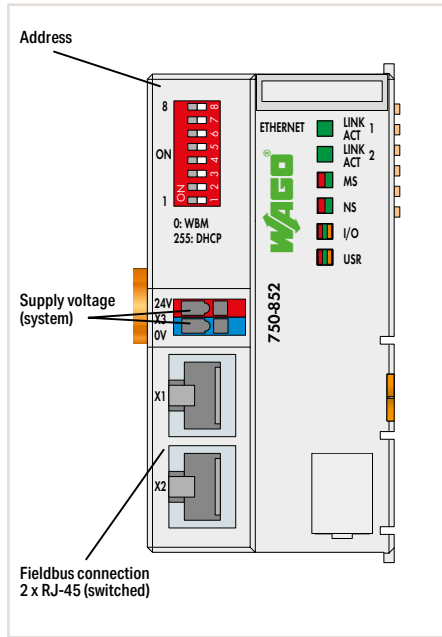 Address
8
ON
1
ON
1 2 3 4 5 6 7 8
0: WBM
255: DHCP
ETHERNET
LINK 1
ACT
LINK 2
ACT
MS
NS
I/O
USR
WAGO®
750-852
Supply voltage
(system)
24V
X3
0V
X1
X2
Fieldbus connection
2 x RJ-45 (switched)